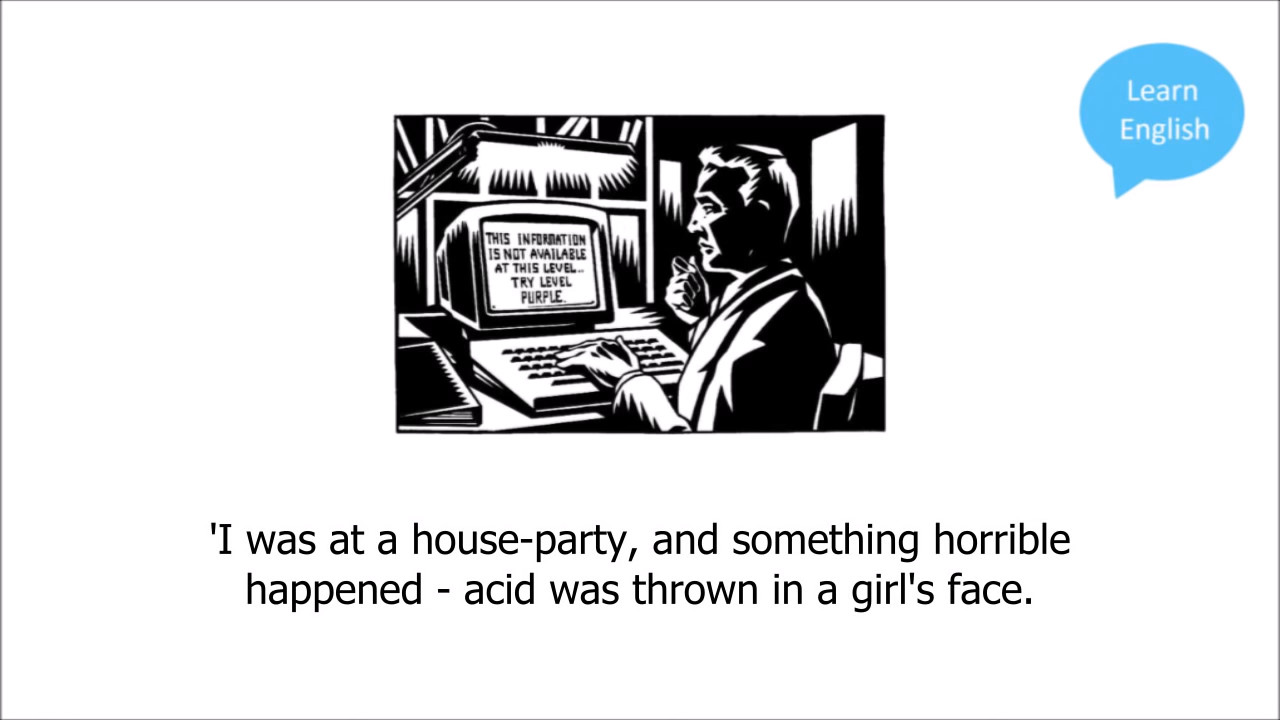 Learn
English
THIS INFORMATION
IS NOT AVAILABLE
AT THIS LEVEL..
TRY LEVEL
PURPLE.
'I was at a house-party, and something horrible
happened - acid was thrown in a girl's face.